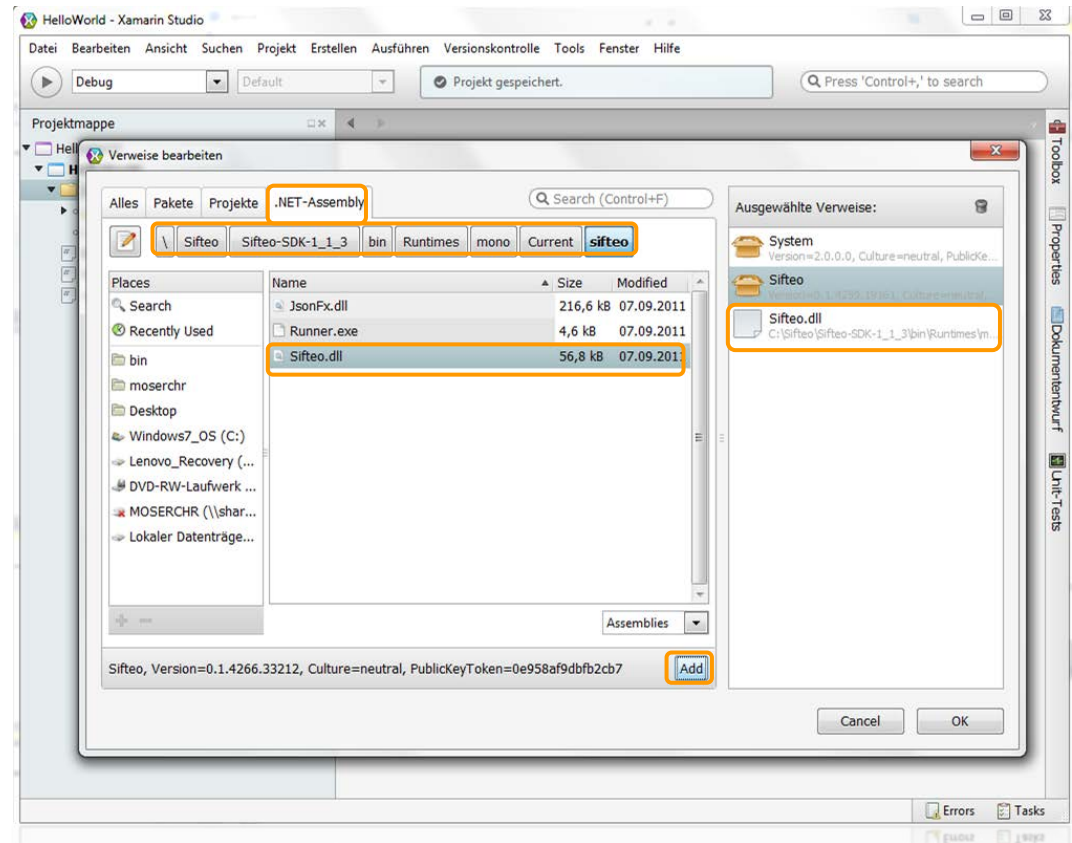 HelloWorld - Xamarin Studio
Datei Bearbeiten Ansicht Suchen Projekt Erstellen Ausführen Versionskontrolle Tools Fenster Hilfe
Debug Default Projekt gespeichert. Press 'Control+,' to search
Projektmappe
Hell
H
Verweise bearbeiten
Alles Pakete Projekte .NET-Assembly Search (Control+F)
\ Sifteo Sifteo-SDK-1_1_3 bin Runtimes mono Current sifteo
Places
Search
Recently Used
bin
moserchr
Desktop
Windows7_OS (C:)
Lenovo_Recovery (...
DVD-RW-Laufwerk ...
MOSERCHR (\\shar...
Lokaler Datenträge...
Name Size Modified
JsonFx.dll 216,6 kB 07.09.2011
Runner.exe 4,6 kB 07.09.2011
Sifteo.dll 56,8 kB 07.09.2011
Assemblies
Sifteo, Version=0.1.4266.33212, Culture=neutral, PublicKeyToken=0e958af9dbfb2cb7 Add
Ausgewählte Verweise:
System
Version=2.0.0.0, Culture=neutral, PublicKe...
Sifteo
Sifteo.dll
C:\Sifteo\Sifteo-SDK-1_1_3\bin\Runtimes\m...
Cancel OK
Toolbox
Properties
Dokumententwurf
Unit-Tests
Errors Tasks